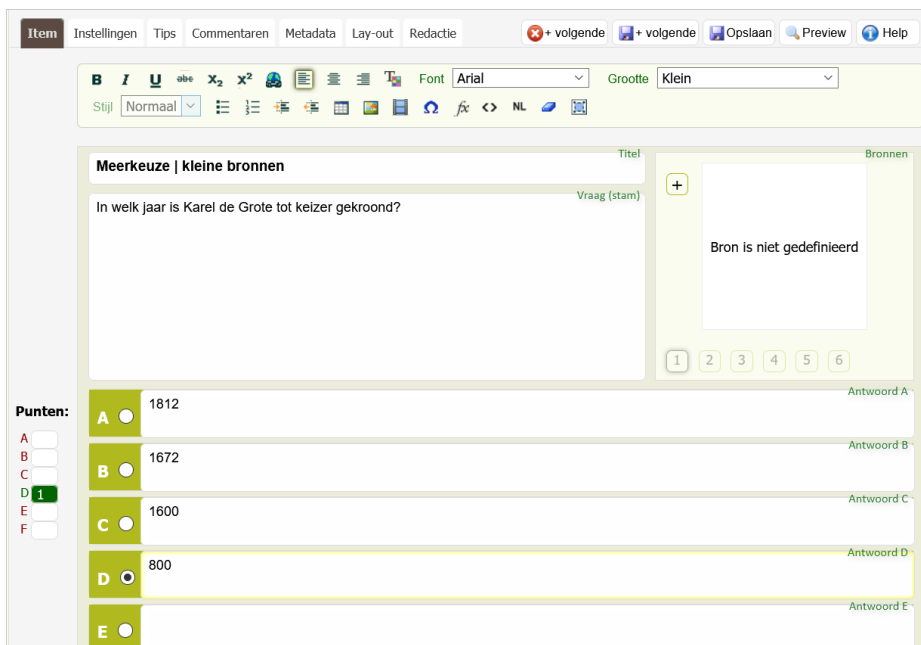 Item Instellingen Tips Commentaren Metadata Lay-out Redactie + volgende + volgende Opslaan Preview Help
B I U abc X₂ X² T Font Arial Grootte Klein
Stijl Normaal Ω fx <> NL
Titel
Meerkeuze | kleine bronnen
Vraag (stam)
In welk jaar is Karel de Grote tot keizer gekroond?
Bronnen
+
Bron is niet gedefinieerd
1 2 3 4 5 6
Punten:
A
B
C
D 1
E
F
Antwoord A
A 1812
Antwoord B
B 1672
Antwoord C
C 1600
Antwoord D
D 800
Antwoord E
E